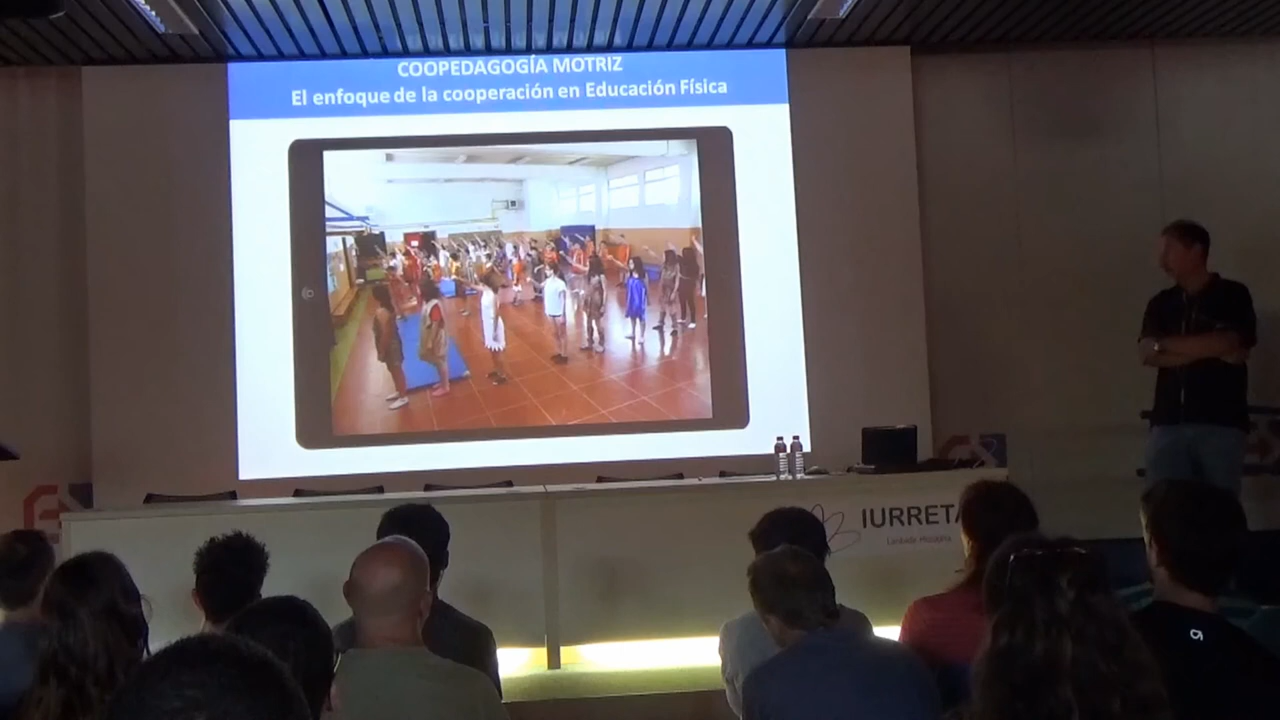 COOPEDAGOGÍA MOTRIZ
El enfoque de la cooperación en Educación Física
IURRETA